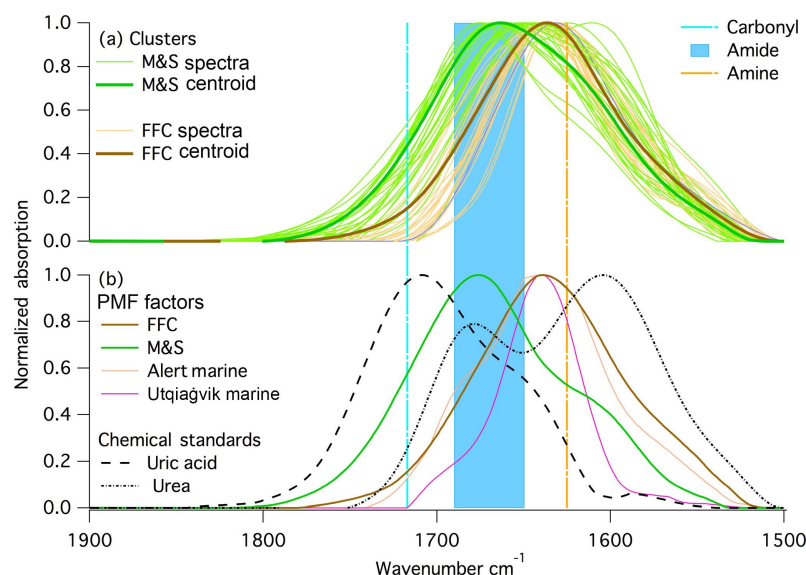 (a) Clusters
M&S spectra
M&S centroid
FFC spectra
FFC centroid
Carbonyl
Amide
Amine
1.0
0.8
0.6
0.4
0.2
0.0
Normalized absorption
(b)
PMF factors
FFC
M&S
Alert marine
Utqiaġvik marine
Chemical standards
Uric acid
Urea
1.0
0.8
0.6
0.4
0.2
0.0
1900 1800 1700 1600 1500
Wavenumber cm-1